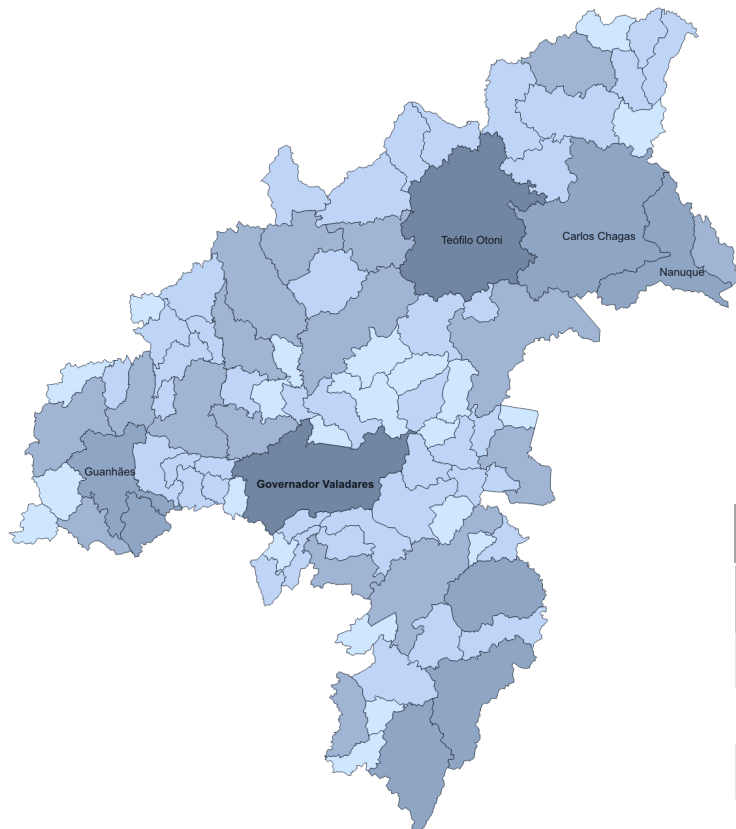 Teófilo Otoni
Carlos Chagas
Nanuque
Guanhães
Governador Valadares